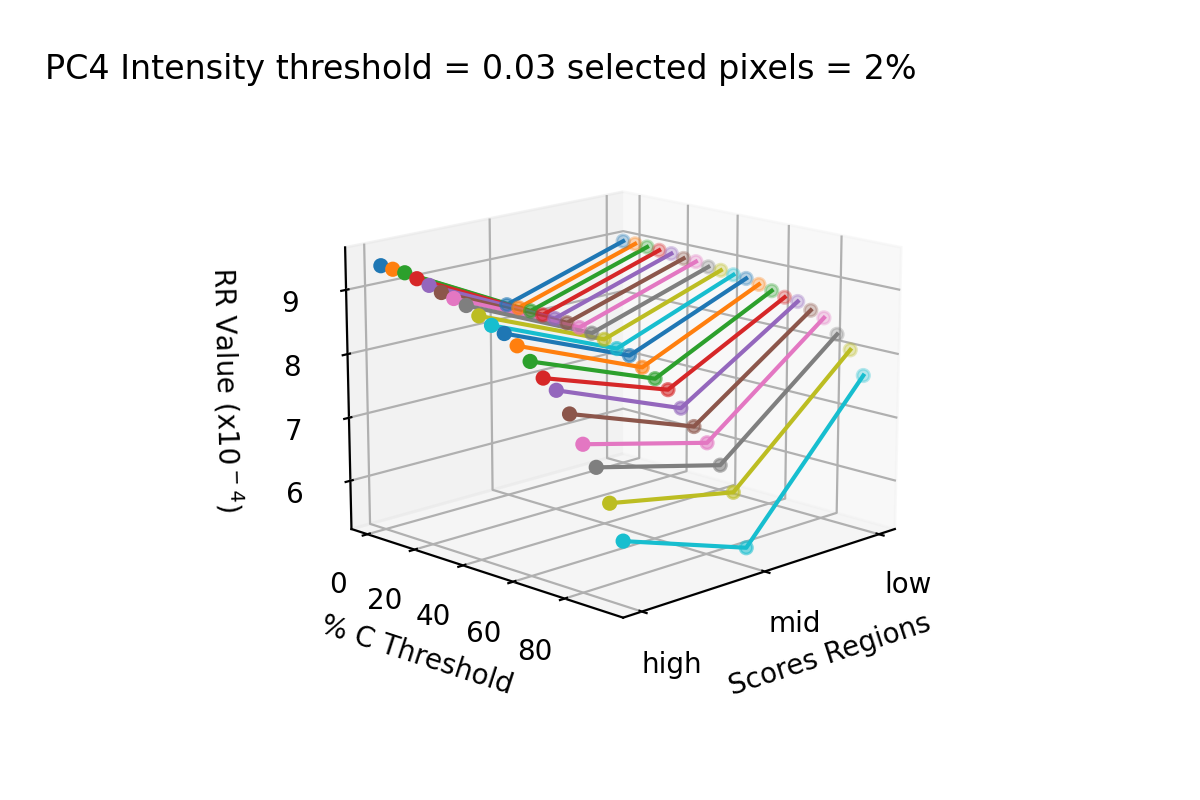 PC4 Intensity threshold = 0.03 selected pixels = 2%
RR Value (x10⁻⁴)
9
8
7
6
0
20
40
60
80
% C Threshold
high
mid
low
Scores Regions